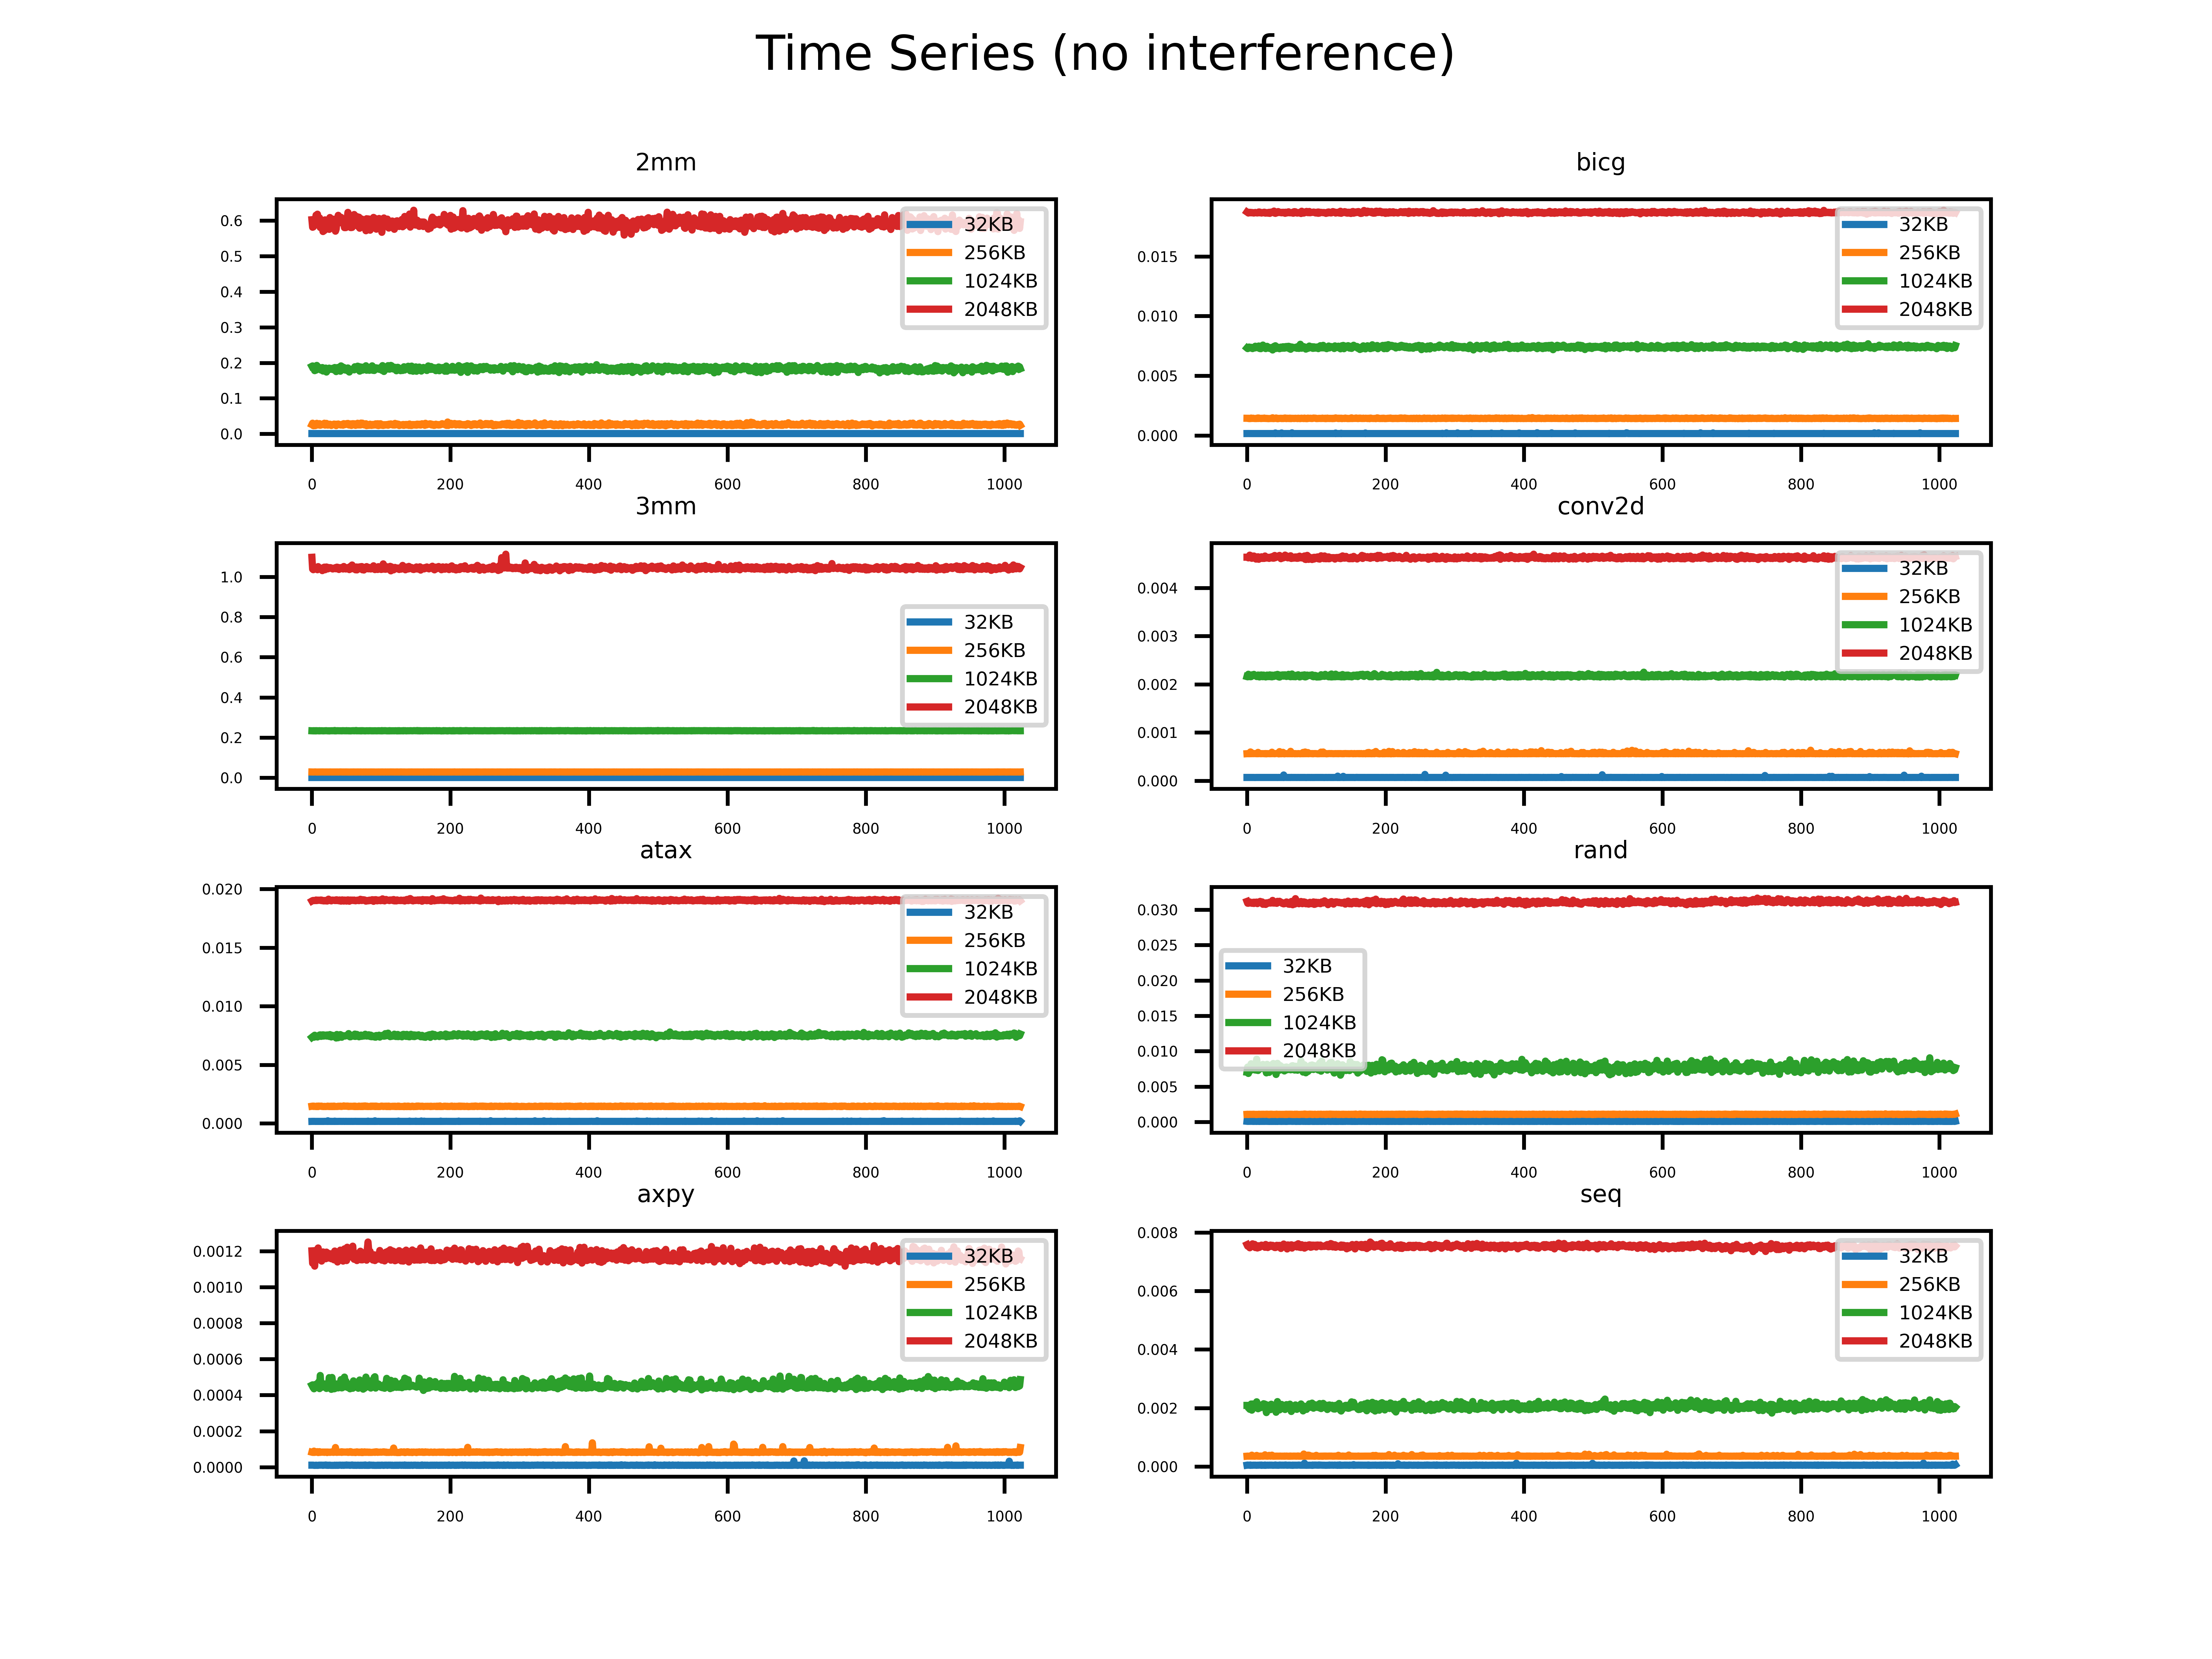 Time Series (no interference)
2mm
0.6
0.5
0.4
0.3
0.2
0.1
0.0
0 200 400 600 800 1000
32KB
256KB
1024KB
2048KB
bicg
0.015
0.010
0.005
0.000
0 200 400 600 800 1000
32KB
256KB
1024KB
2048KB
3mm
1.0
0.8
0.6
0.4
0.2
0.0
0 200 400 600 800 1000
32KB
256KB
1024KB
2048KB
conv2d
0.004
0.003
0.002
0.001
0.000
0 200 400 600 800 1000
32KB
256KB
1024KB
2048KB
atax
0.020
0.015
0.010
0.005
0.000
0 200 400 600 800 1000
32KB
256KB
1024KB
2048KB
rand
0.030
0.025
0.020
0.015
0.010
0.005
0.000
0 200 400 600 800 1000
32KB
256KB
1024KB
2048KB
axpy
0.0012
0.0010
0.0008
0.0006
0.0004
0.0002
0.0000
0 200 400 600 800 1000
32KB
256KB
1024KB
2048KB
seq
0.008
0.006
0.004
0.002
0.000
0 200 400 600 800 1000
32KB
256KB
1024KB
2048KB